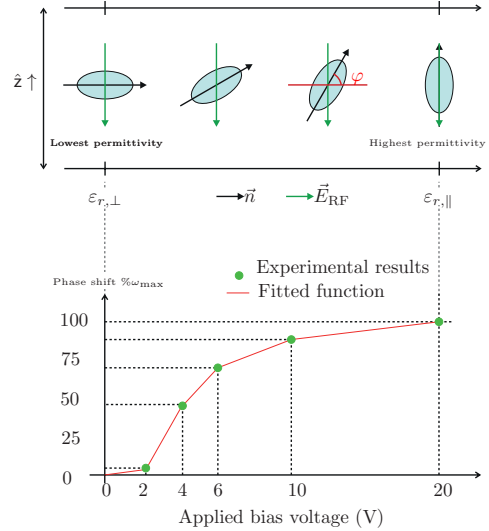 ẑ ↑
φ
Lowest permittivity
Highest permittivity
ε_{r,⊥}
n⃗
E⃗_RF
ε_{r,∥}
Phase shift %ω_max
Experimental results
Fitted function
100
75
50
25
0
0 2 4 6 10 20
Applied bias voltage (V)